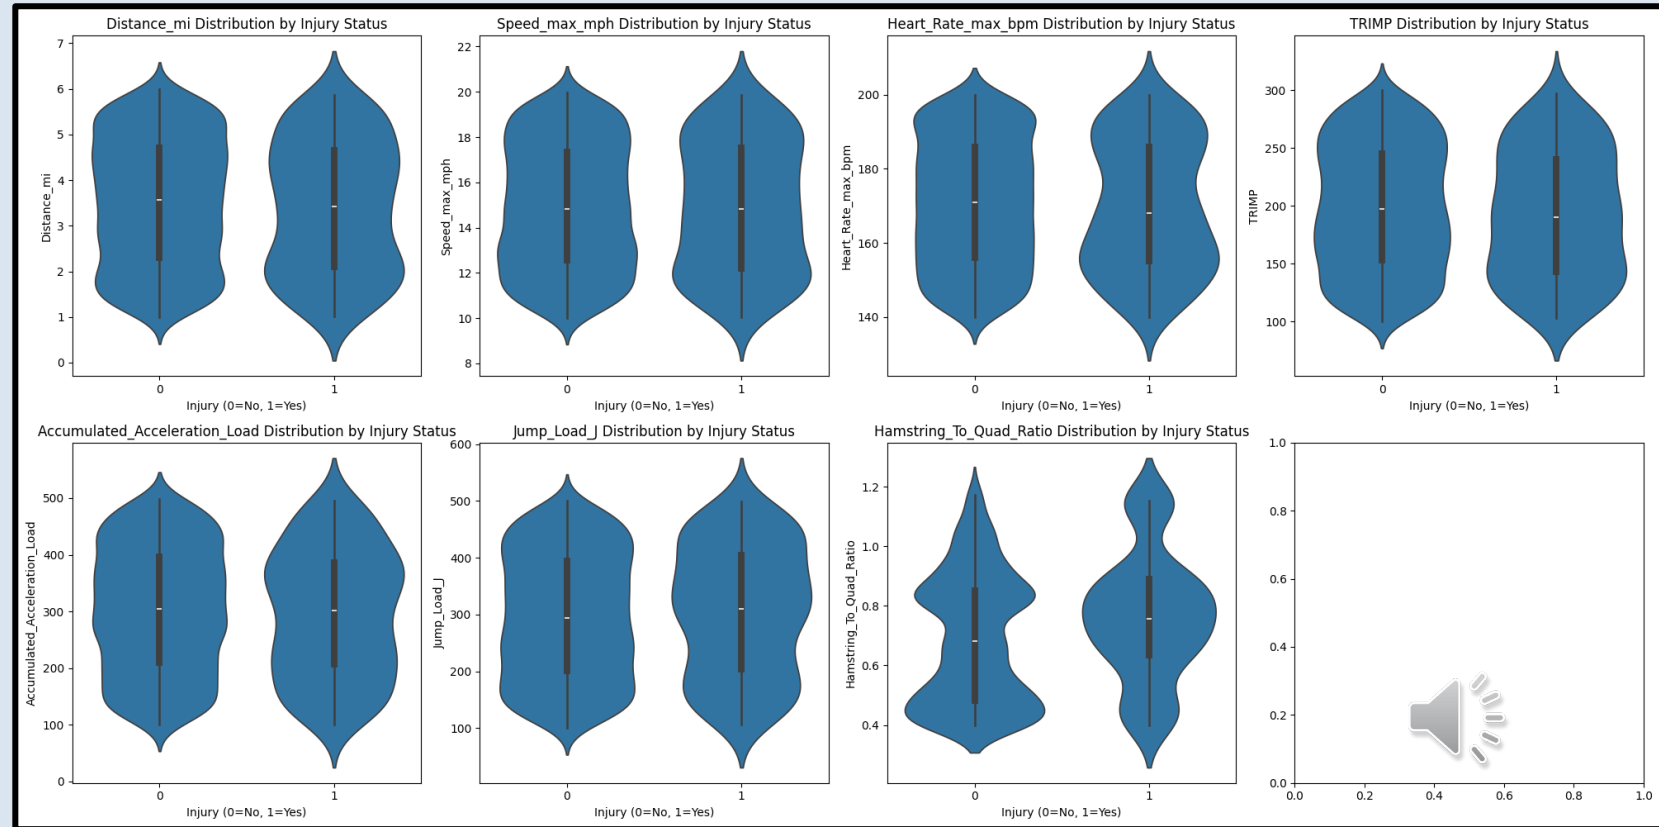 Distance_mi Distribution by Injury Status
Distance_mi
7
6
5
4
3
2
1
0
0 1
Injury (0=No, 1=Yes)
Speed_max_mph Distribution by Injury Status
Speed_max_mph
22
20
18
16
14
12
10
8
0 1
Injury (0=No, 1=Yes)
Heart_Rate_max_bpm Distribution by Injury Status
Heart_Rate_max_bpm
200
180
160
140
0 1
Injury (0=No, 1=Yes)
TRIMP Distribution by Injury Status
TRIMP
300
250
200
150
100
0 1
Injury (0=No, 1=Yes)
Accumulated_Acceleration_Load Distribution by Injury Status
Accumulated_Acceleration_Load
500
400
300
200
100
0
0 1
Injury (0=No, 1=Yes)
Jump_Load_J Distribution by Injury Status
Jump_Load_J
600
500
400
300
200
100
0 1
Injury (0=No, 1=Yes)
Hamstring_To_Quad_Ratio Distribution by Injury Status
Hamstring_To_Quad_Ratio
1.2
1.0
0.8
0.6
0.4
0 1
Injury (0=No, 1=Yes)
1.0
0.8
0.6
0.4
0.2
0.0
0.0 0.2 0.4 0.6 0.8 1.0